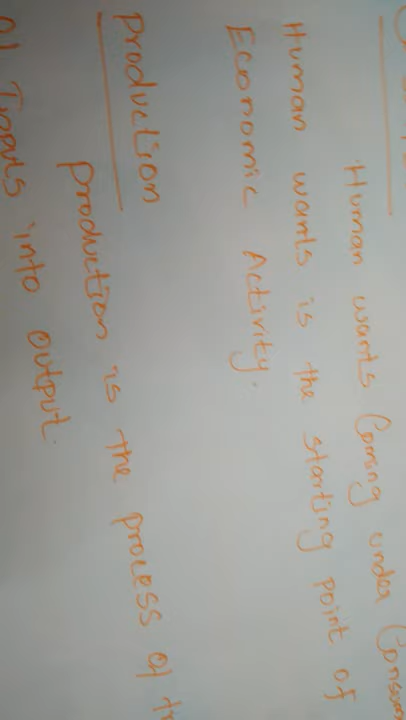 Human wants Coming under
Human wants is the starting point of
Economic Activity.
Production
Production is the process of
Inputs into output.